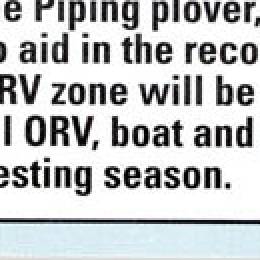 e Piping plover,
o aid in the reco
RV zone will be
l ORV, boat and
esting season.